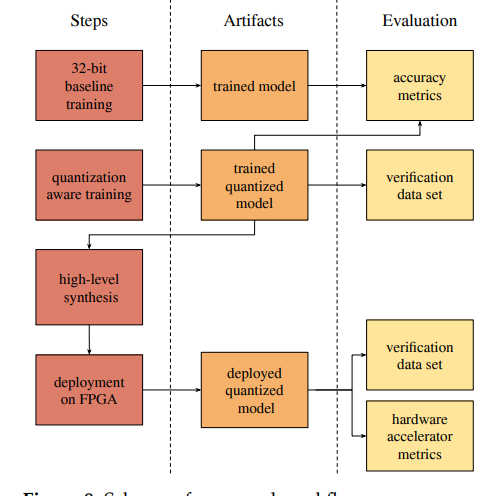 Steps
Artifacts
Evaluation
32-bit
baseline
training
trained model
accuracy
metrics
quantization
aware training
trained
quantized
model
verification
data set
high-level
synthesis
deployment
on FPGA
deployed
quantized
model
verification
data set
hardware
accelerator
metrics